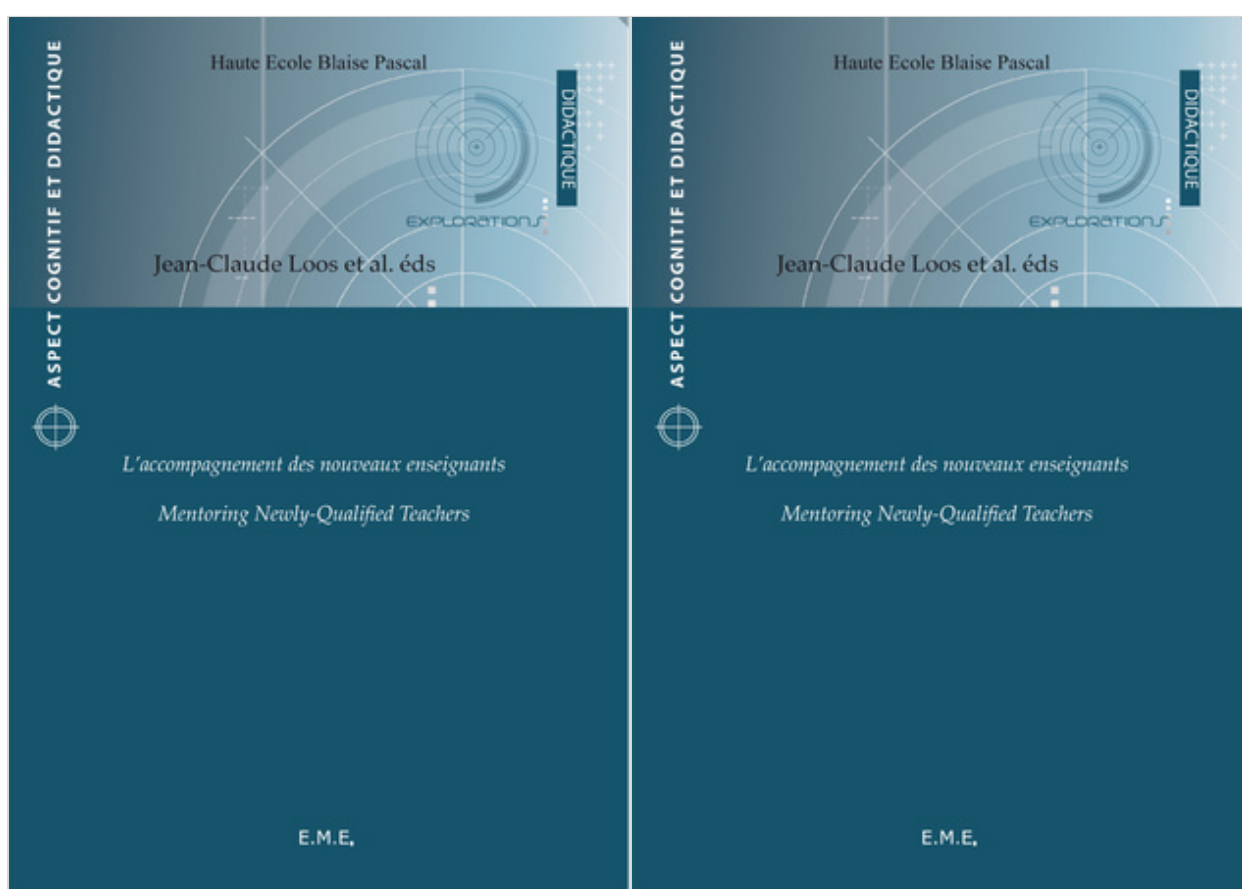 ASPECT COGNITIF ET DIDACTIQUE
Haute Ecole Blaise Pascal
DIDACTIQUE
EXPLORATIONS
Jean-Claude Loos et al. éds
L'accompagnement des nouveaux enseignants
Mentoring Newly-Qualified Teachers
E.M.E.
ASPECT COGNITIF ET DIDACTIQUE
Haute Ecole Blaise Pascal
DIDACTIQUE
EXPLORATIONS
Jean-Claude Loos et al. éds
L'accompagnement des nouveaux enseignants
Mentoring Newly-Qualified Teachers
E.M.E.